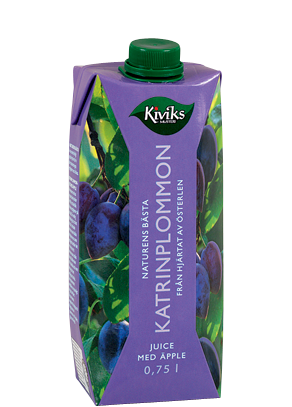 Kiviks
MUSTERI
NATURENS BÄSTA
KATRINPLOMMON
FRÅN HJÄRTAT AV ÖSTERLEN
JUICE
MED ÄPPLE
0,75 l